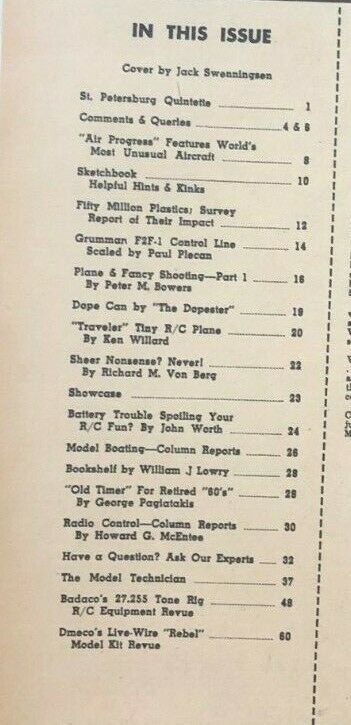 IN THIS ISSUE
Cover by Jack Swenningsen
St. Petersburg Quintette 1
Comments & Queries 4 & 6
"Air Progress" Features World's
Most Unusual Aircraft 8
Sketchbook 10
Helpful Hints & Kinks
Fifty Million Plastics; Survey
Report of Their Impact 12
Grumman F2F-1 Control Line 14
Scaled by Paul Plecan
Plane & Fancy Shooting—Part 1 16
By Peter M. Bowers
Dope Can by "The Dopester" 19
"Traveler" Tiny R/C Plane 20
By Ken Willard
Sheer Nonsense? Never! 22
By Richard M. Von Berg
Showcase 23
Battery Trouble Spoiling Your
R/C Fun? By John Worth 24
Model Boating—Column Reports 26
Bookshelf by William J Lowry 28
"Old Timer" For Retired "60's" 28
By George Pagiatakis
Radio Control—Column Reports 30
By Howard G. McEntee
Have a Question? Ask Our Experts 32
The Model Technician 37
Badaco's 27.255 Tone Rig 48
R/C Equipment Revue
Dmeco's Live-Wire "Rebel" 60
Model Kit Revue